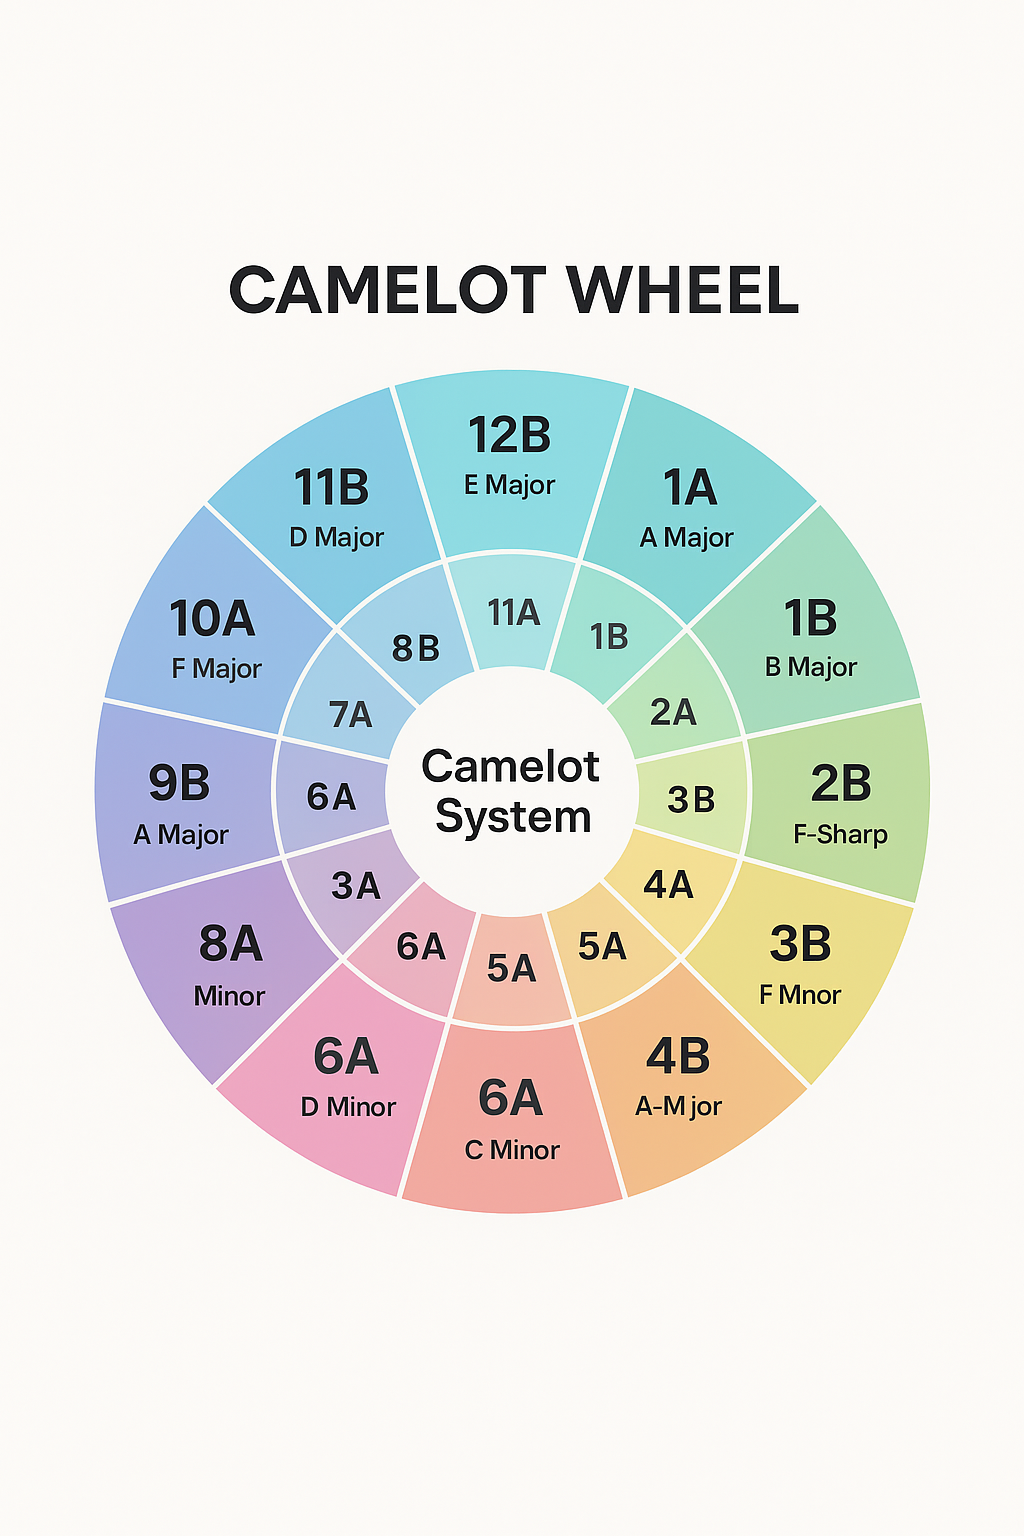 CAMELOT WHEEL
12B
E Major
1A
A Major
1B
B Major
2B
F-Sharp
3B
F Mnor
4B
A-M jor
6A
C Minor
6A
D Minor
8A
Minor
9B
A Major
10A
F Major
11B
D Major
11A
1B
2A
3B
4A
5A
5A
6A
3A
6A
7A
8B
Camelot
System